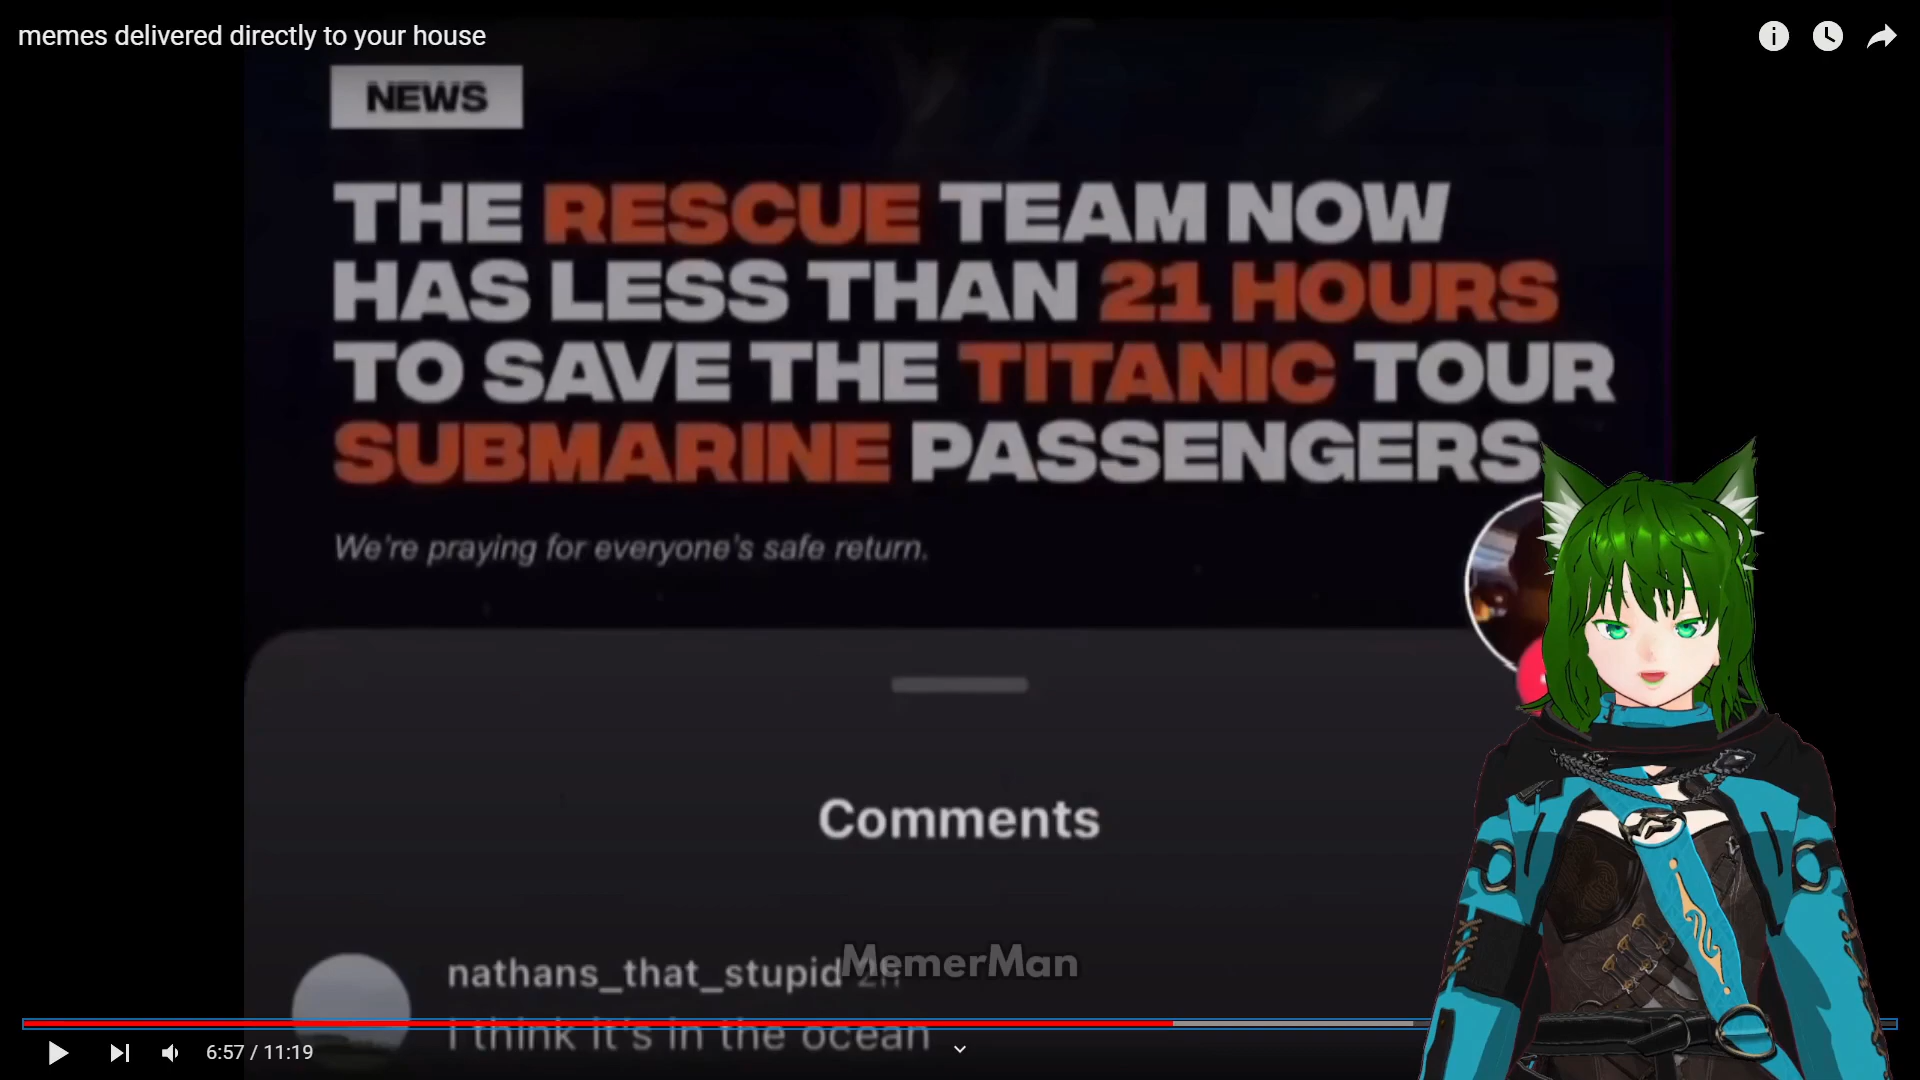 memes delivered directly to your house
NEWS
THE RESCUE TEAM NOW
HAS LESS THAN 21 HOURS
TO SAVE THE TITANIC TOUR
SUBMARINE PASSENGERS
We're praying for everyone's safe return.
Comments
nathans_that_stupid 2h
MemerMan
I think it's in the ocean
6:57 / 11:19